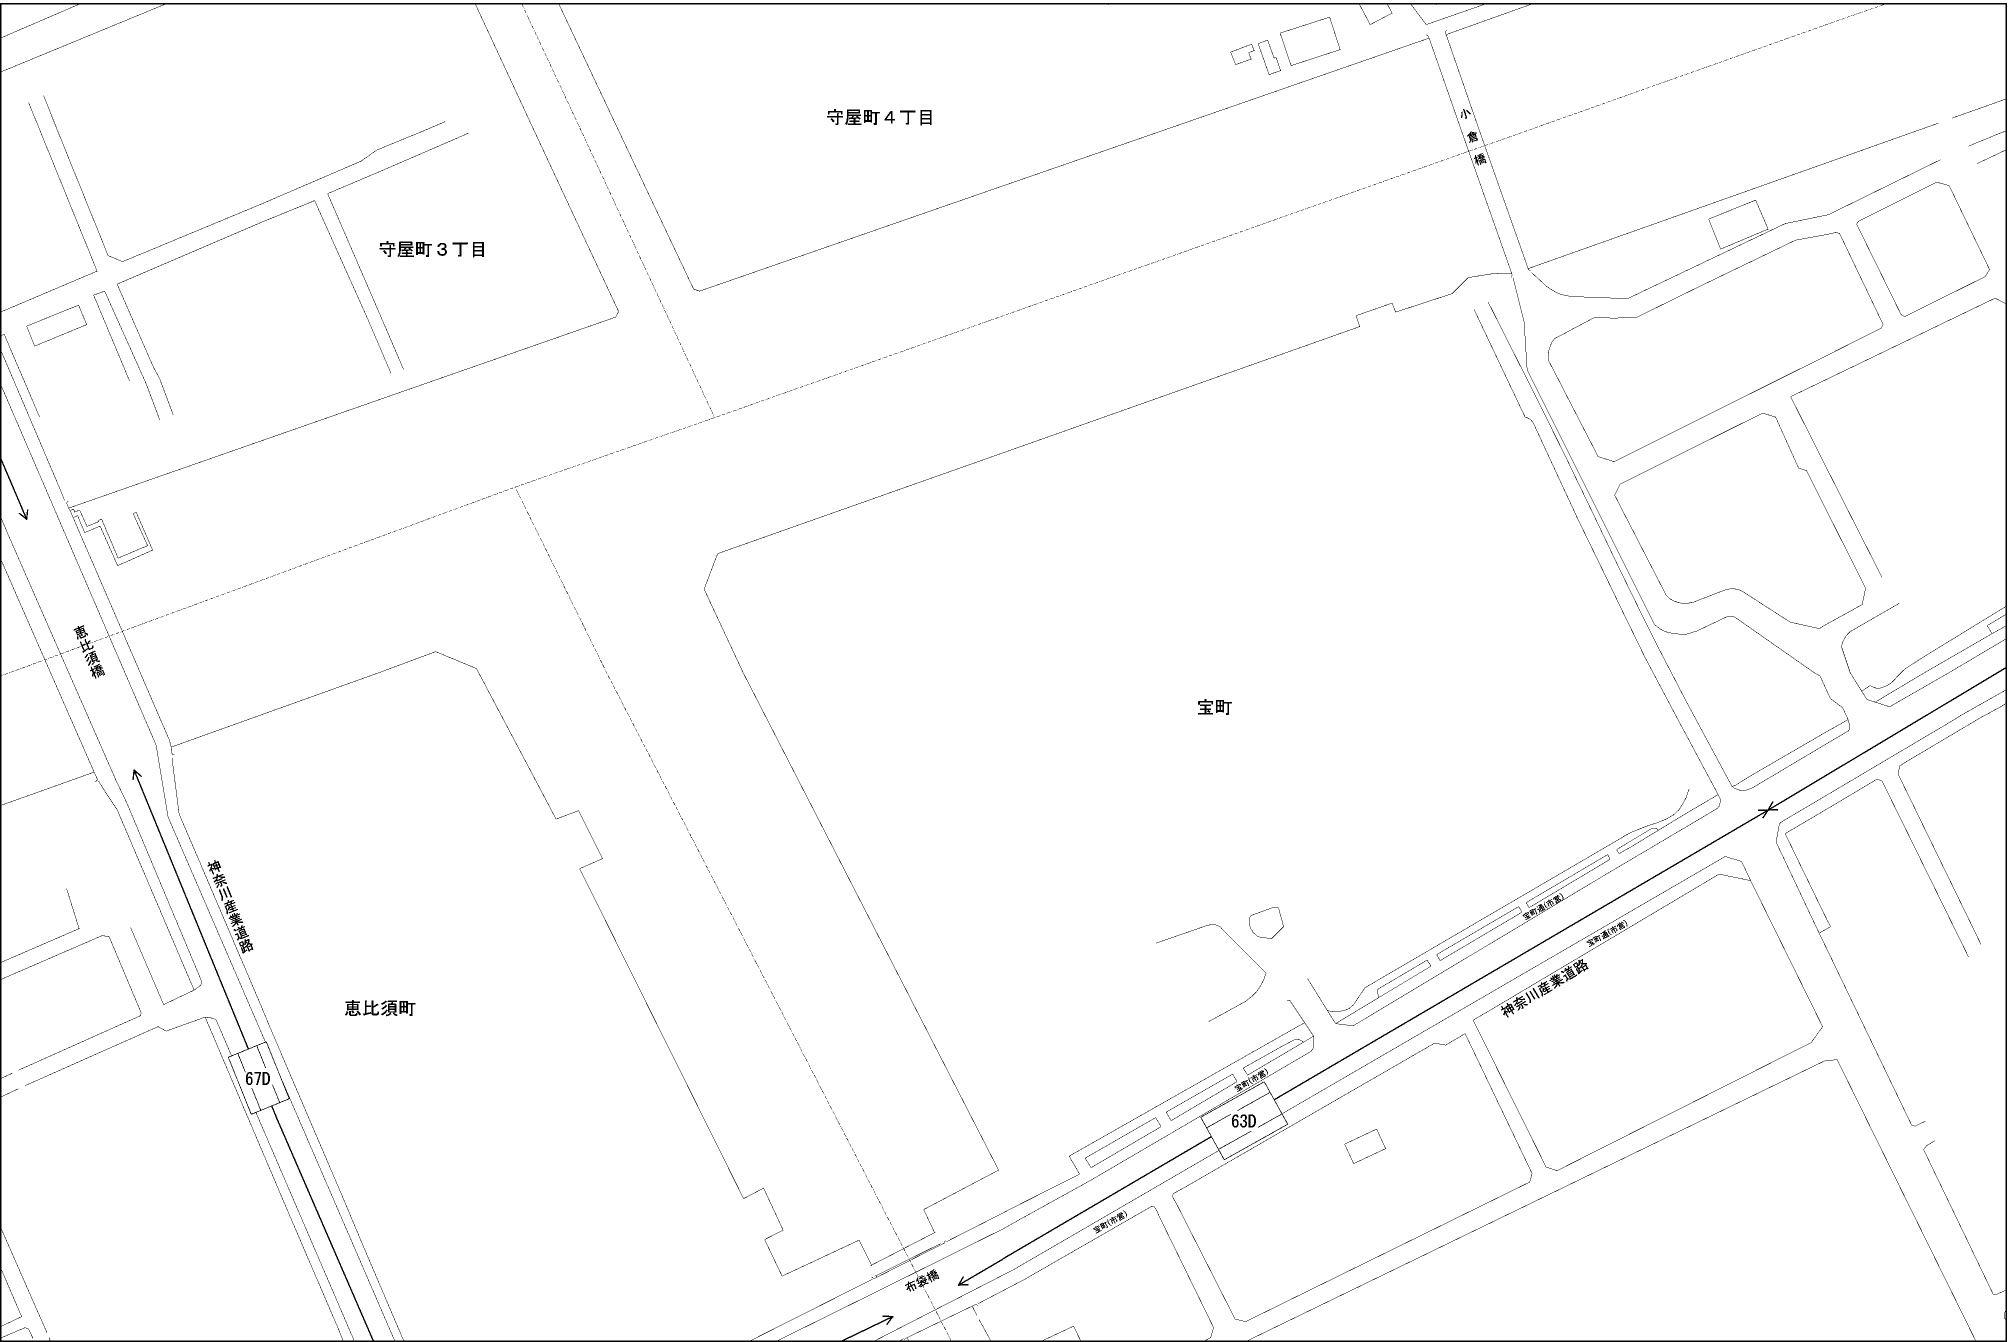 守屋町４丁目
小倉橋
守屋町３丁目
恵比須橋
宝町
神奈川産業道路
宝町通(市営)
宝町通(市営)
神奈川産業道路
恵比須町
67D
宝町(市営)
63D
宝町(市営)
布袋橋